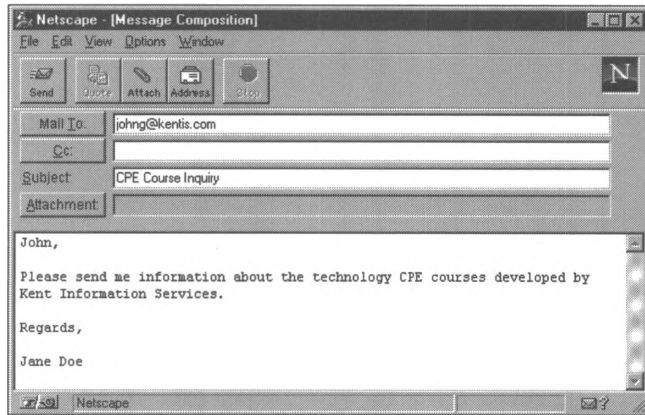 Netscape - [Message Composition]
File Edit View Options Window
Send Quote Attach Address Stop
N
Mail To: johng@kentis.com
Cc:
Subject: CPE Course Inquiry
Attachment:
John,
Please send me information about the technology CPE courses developed by
Kent Information Services.
Regards,
Jane Doe
Netscape
?